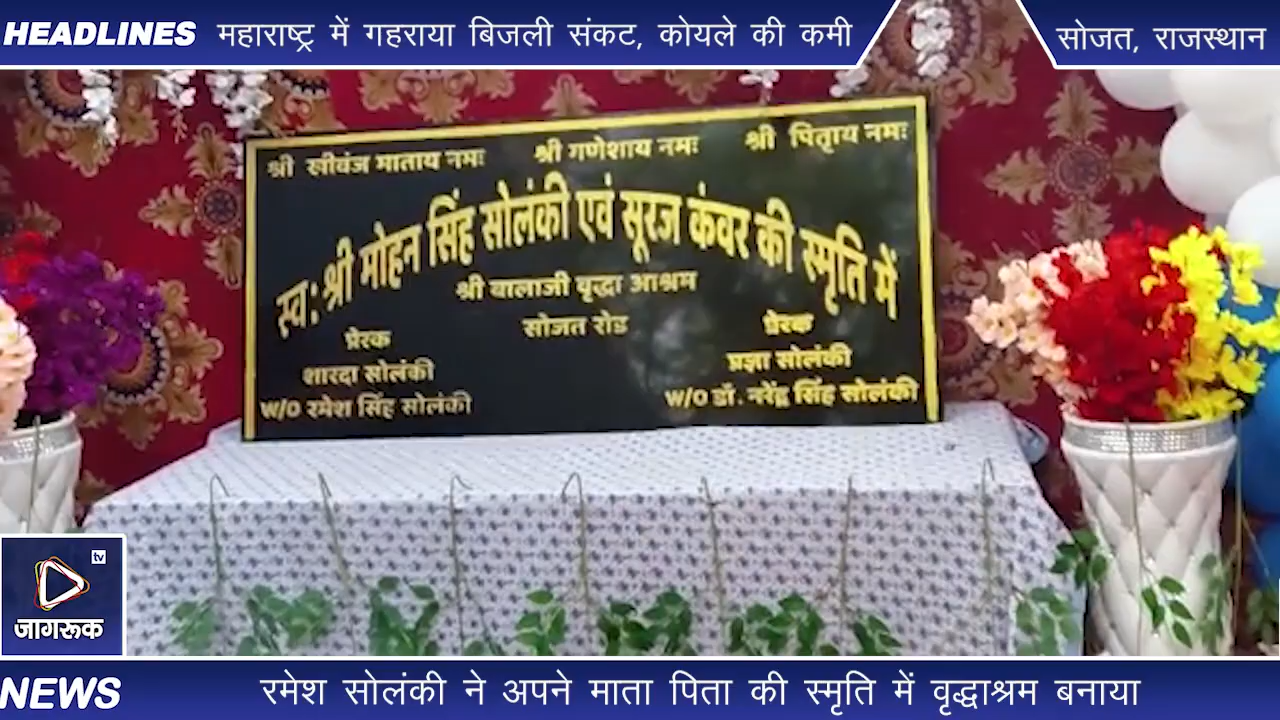 HEADLINES महाराष्ट्र में गहराया बिजली संकट, कोयले की कमी
सोजत, राजस्थान
श्री खींवंज माताय नमः श्री गणेशाय नमः श्री पितृाय नमः
स्व: श्री मोहन सिंह सोलंकी एवं सूरज कंवर की स्मृति में
श्री बालाजी वृद्धा आश्रम
सोजत रोड
प्रेरक
शारदा सोलंकी
W/O रमेश सिंह सोलंकी
प्रेरक
प्रज्ञा सोलंकी
W/O डॉ. नरेंद्र सिंह सोलंकी
tv
जागरूक
NEWS रमेश सोलंकी ने अपने माता पिता की स्मृति में वृद्धाश्रम बनाया